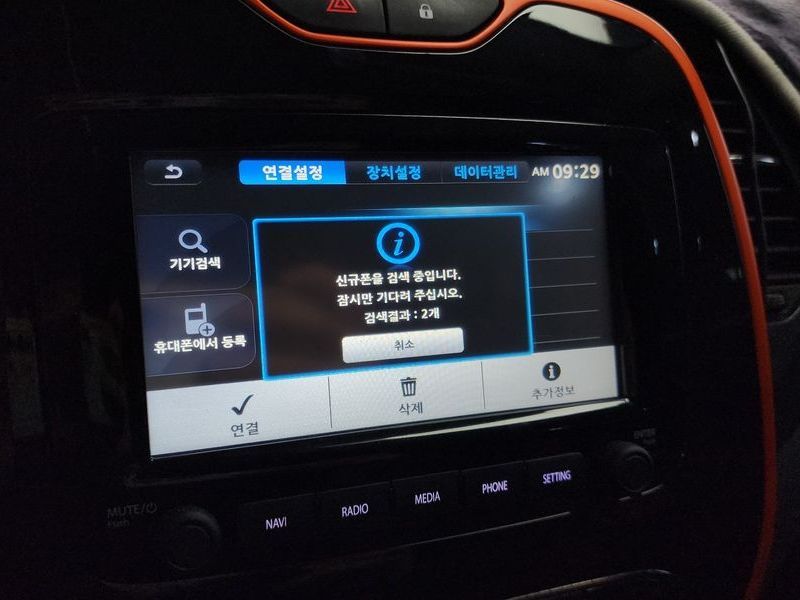 연결설정 장치설정 데이터관리 AM 09:29
기기검색
휴대폰에서 등록
신규폰을 검색 중입니다.
잠시만 기다려 주십시오.
검색결과 : 2개
취소
연결 삭제 추가정보
MUTE/
NAVI RADIO MEDIA PHONE SETTING
ENTER